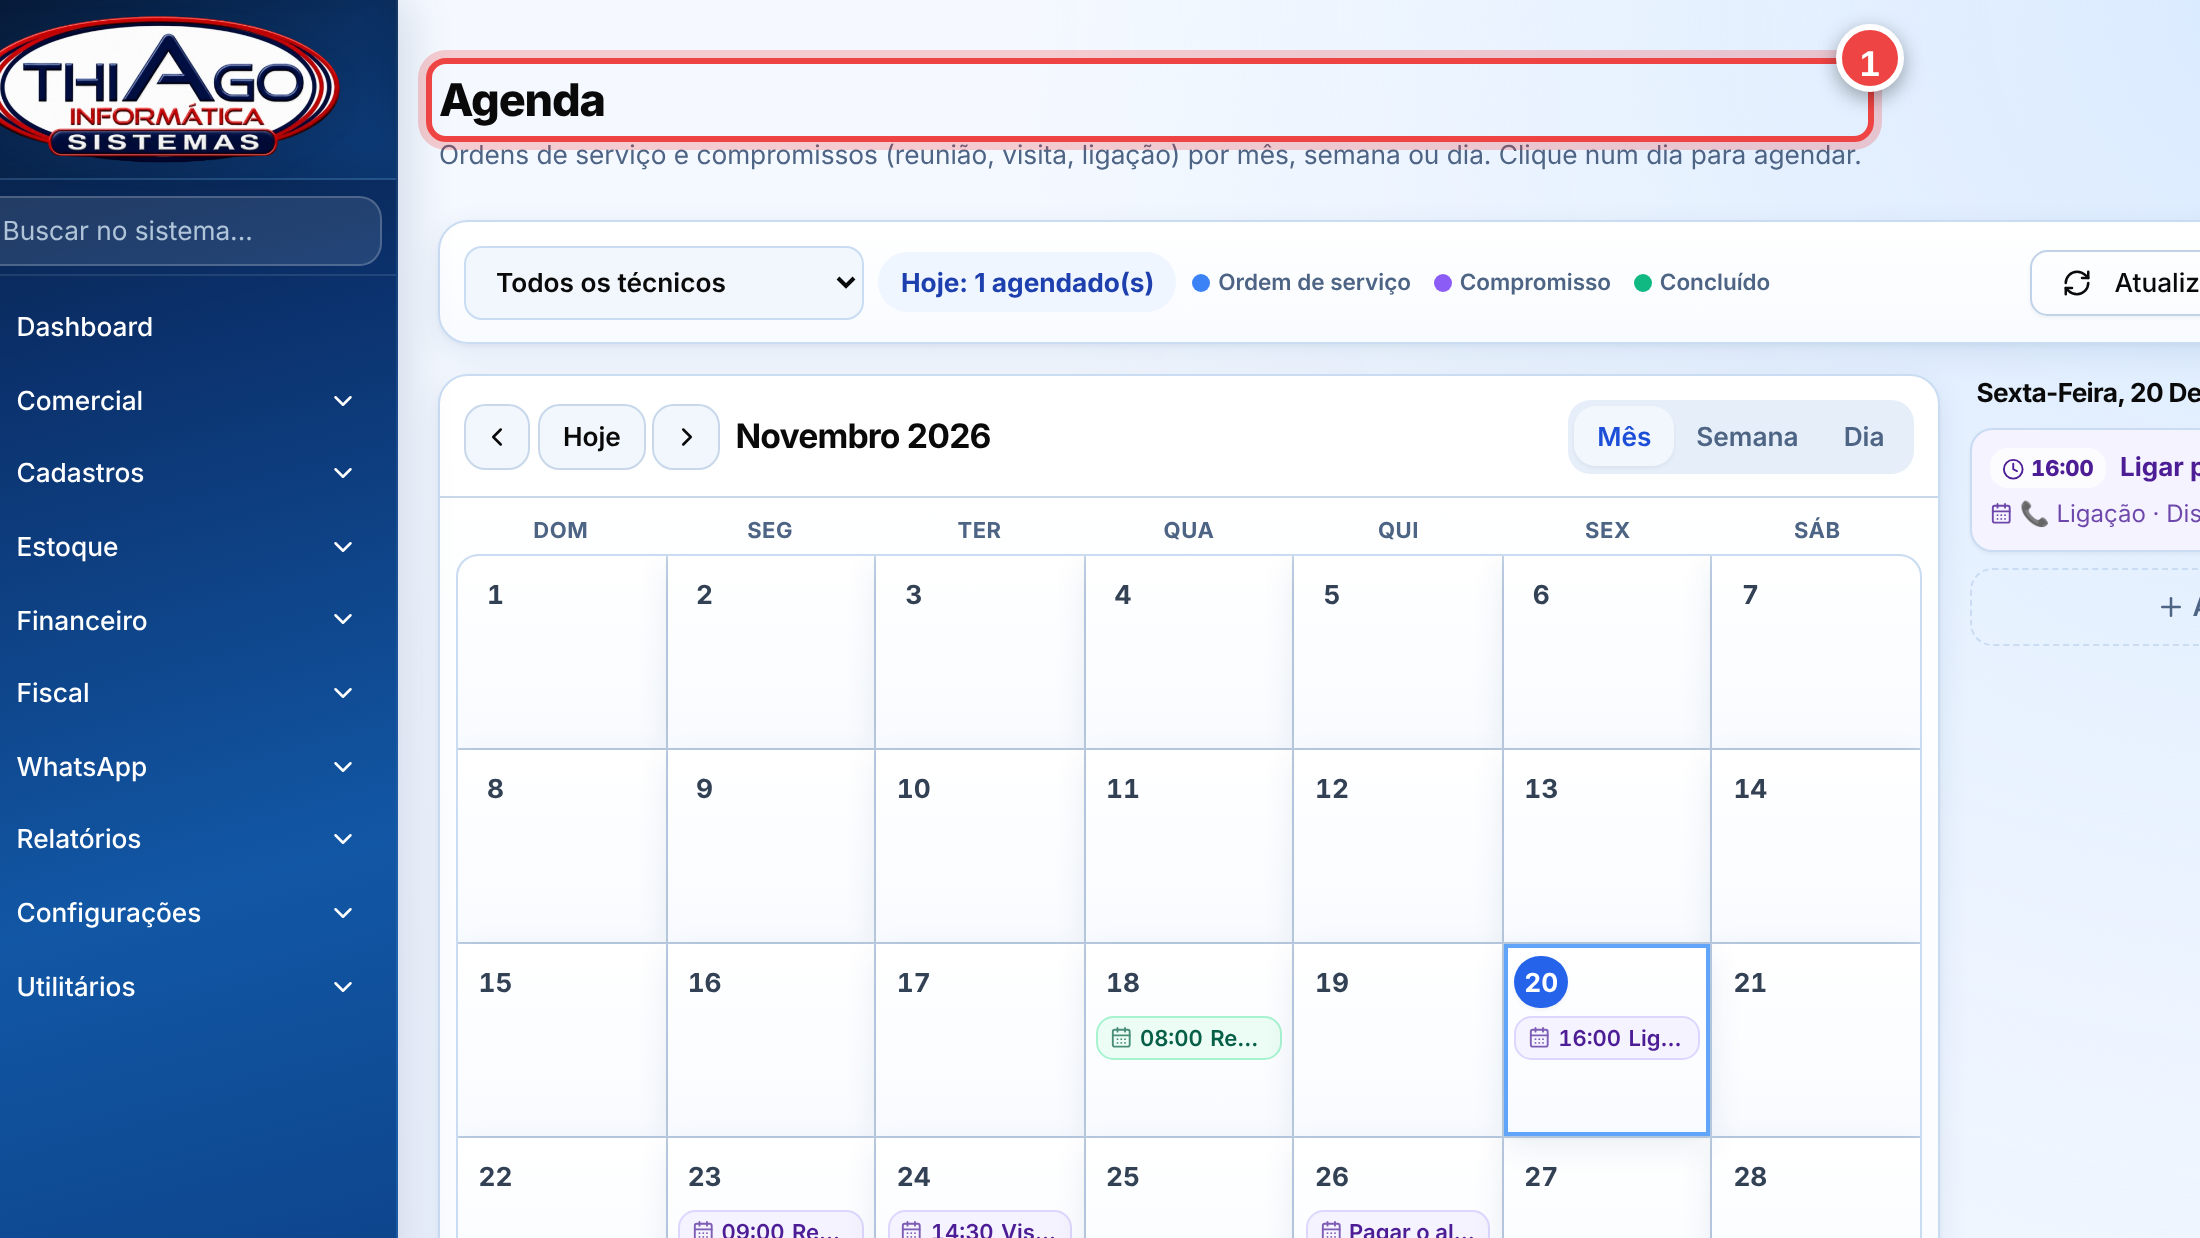 THIAGO
INFORMÁTICA
SISTEMAS
Buscar no sistema...
Dashboard
Comercial
Cadastros
Estoque
Financeiro
Fiscal
WhatsApp
Relatórios
Configurações
Utilitários
1
Agenda
Ordens de serviço e compromissos (reunião, visita, ligação) por mês, semana ou dia. Clique num dia para agendar.
Todos os técnicos
Hoje: 1 agendado(s)
Ordem de serviço
Compromisso
Concluído
Atualiz
Hoje
Novembro 2026
Mês Semana Dia
DOM SEG TER QUA QUI SEX SÁB
1 2 3 4 5 6 7
8 9 10 11 12 13 14
15 16 17 18 19 20 21
08:00 Re... 16:00 Lig...
22 23 24 25 26 27 28
09:00 Re... 14:30 Vis... Pagar o al...
Sexta-Feira, 20 De
16:00 Ligar p
Ligação · Dis
+ A